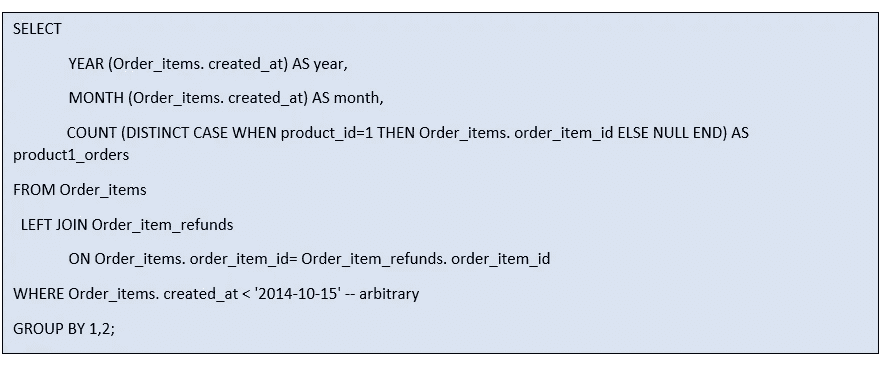 SELECT
YEAR (Order_items. created_at) AS year,
MONTH (Order_items. created_at) AS month,
COUNT (DISTINCT CASE WHEN product_id=1 THEN Order_items. order_item_id ELSE NULL END) AS
product1_orders
FROM Order_items
LEFT JOIN Order_item_refunds
ON Order_items. order_item_id= Order_item_refunds. order_item_id
WHERE Order_items. created_at < '2014-10-15' -- arbitrary
GROUP BY 1,2;